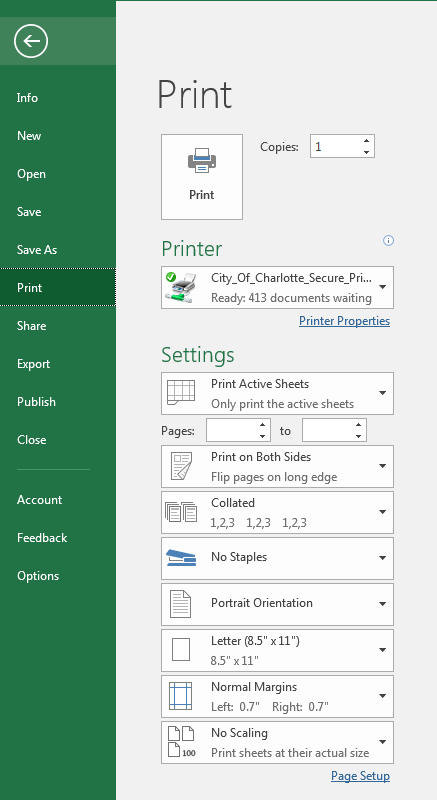 Info
New
Open
Save
Save As
Print
Share
Export
Publish
Close
Account
Feedback
Options
Print
Print
Copies: 1
Printer
City_Of_Charlotte_Secure_Pri...
Ready: 413 documents waiting
Printer Properties
Settings
Print Active Sheets
Only print the active sheets
Pages: to
Print on Both Sides
Flip pages on long edge
Collated
1,2,3 1,2,3 1,2,3
No Staples
Portrait Orientation
Letter (8.5" x 11")
8.5" x 11"
Normal Margins
Left: 0.7" Right: 0.7"
No Scaling
100
Print sheets at their actual size
Page Setup